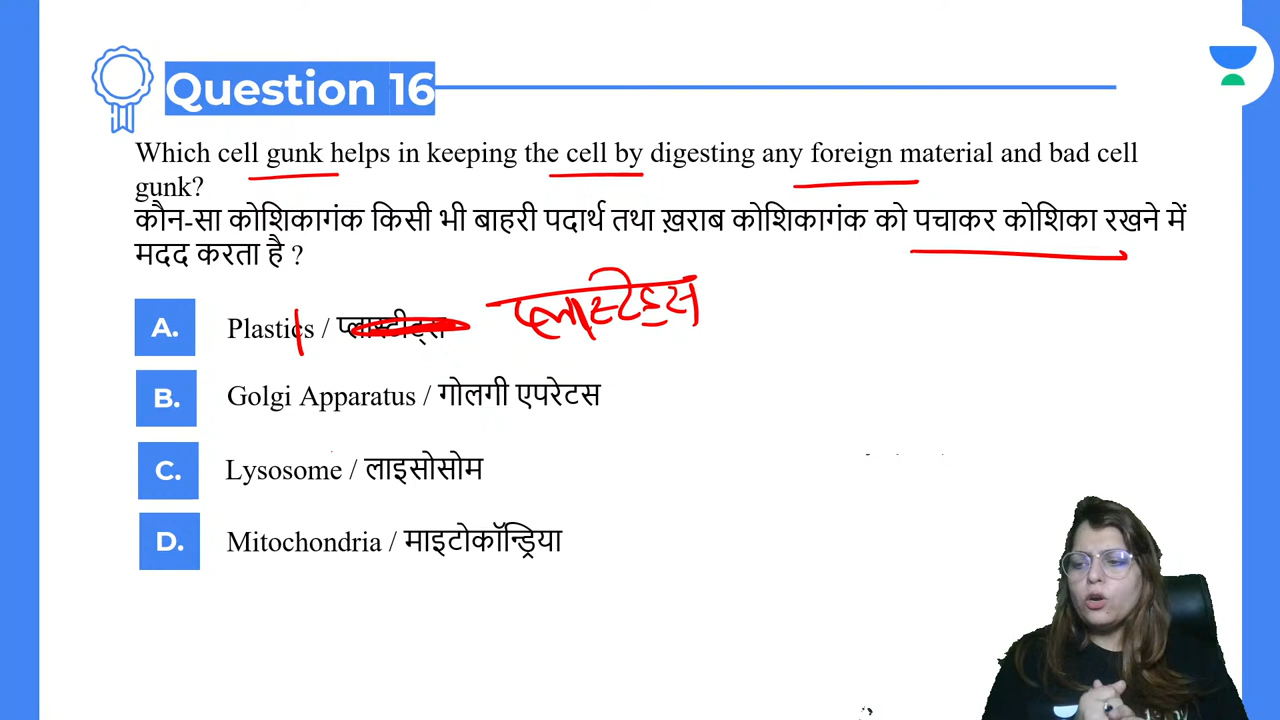 Question 16
Which cell gunk helps in keeping the cell by digesting any foreign material and bad cell
gunk?
कौन-सा कोशिकागंक किसी भी बाहरी पदार्थ तथा ख़राब कोशिकागंक को पचाकर कोशिका रखने में
मदद करता है ?
प्लास्टिड्स
A. Plastics / प्लास्टीट्स
B. Golgi Apparatus / गोलगी एपरेटस
C. Lysosome / लाइसोसोम
D. Mitochondria / माइटोकॉन्ड्रिया